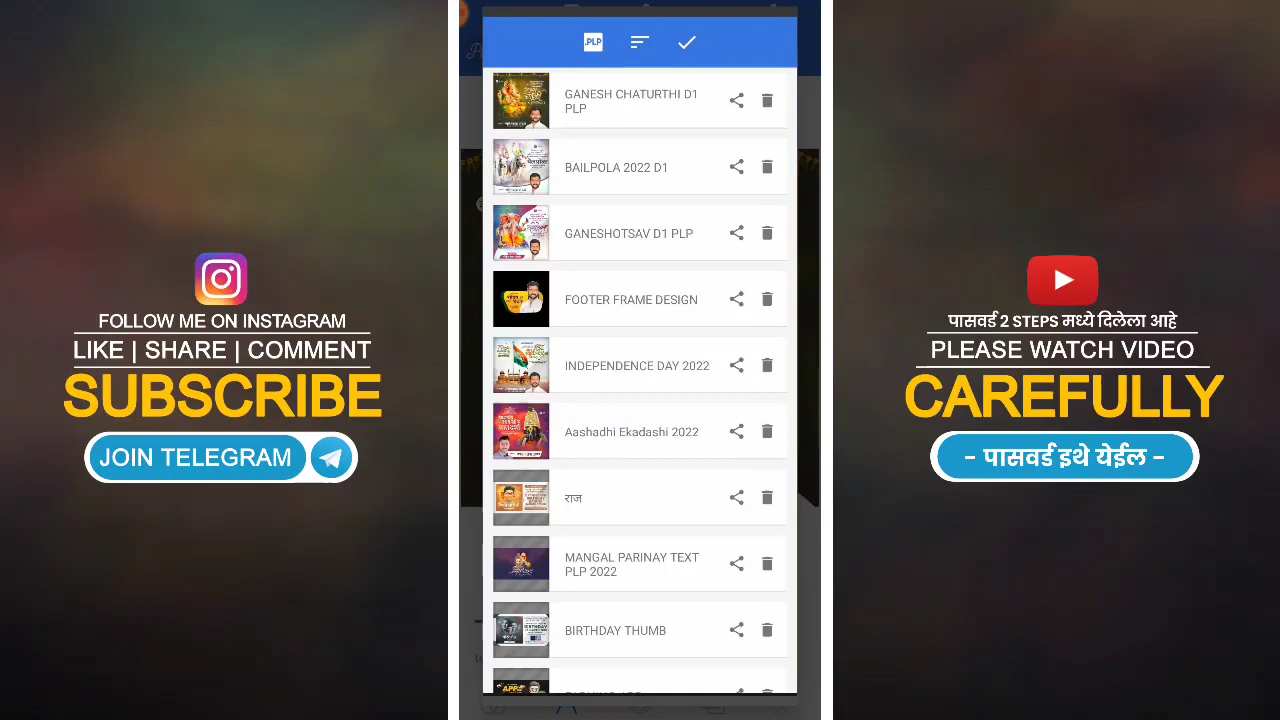 FOLLOW ME ON INSTAGRAM
LIKE | SHARE | COMMENT
SUBSCRIBE
JOIN TELEGRAM
.PLP
GANESH CHATURTHI D1
PLP
BAILPOLA 2022 D1
GANESHOTSAV D1 PLP
FOOTER FRAME DESIGN
INDEPENDENCE DAY 2022
Aashadhi Ekadashi 2022
राज
MANGAL PARINAY TEXT
PLP 2022
BIRTHDAY THUMB
पासवर्ड 2 STEPS मध्ये दिलेला आहे
PLEASE WATCH VIDEO
CAREFULLY
- पासवर्ड इथे येईल -